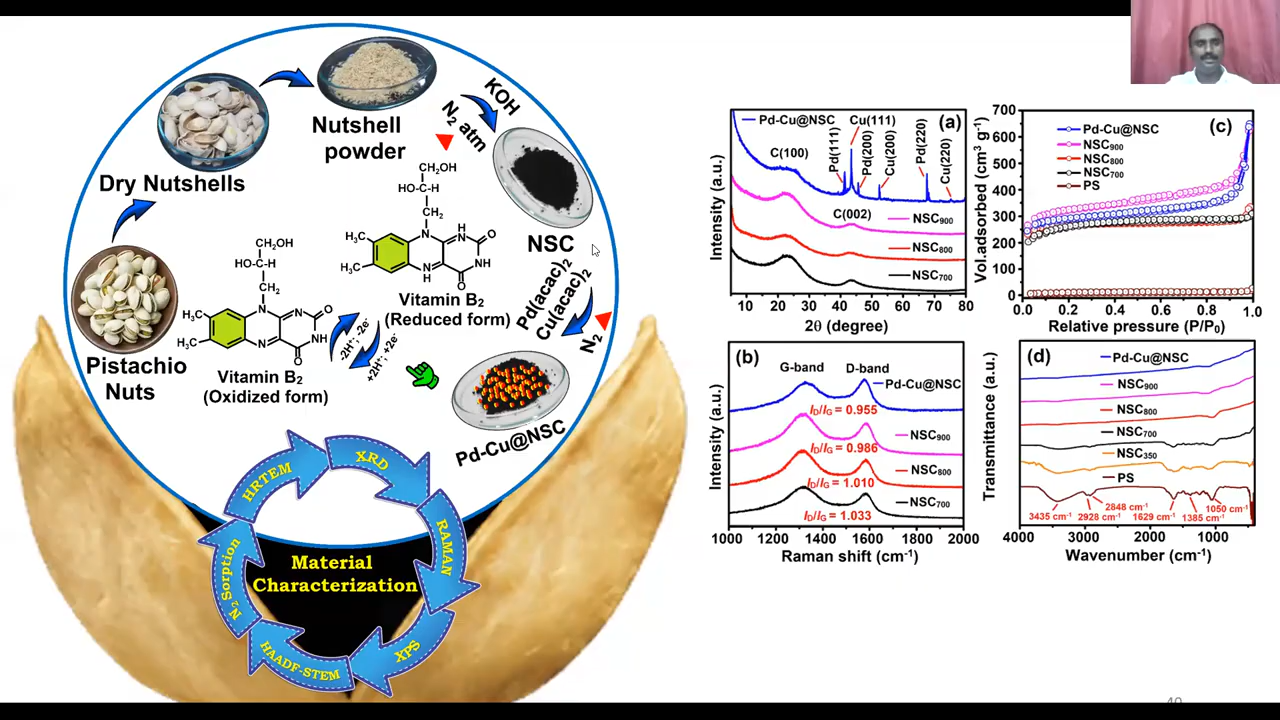 Dry Nutshells
Nutshell
powder
KOH
N2 atm
NSC
Pd(acac)2
Cu(acac)2
N2
Pd-Cu@NSC
Pistachio
Nuts
CH2OH
HO-C-H
CH2
H3C
H3C
N
NH
O
NH
N
H
O
Vitamin B2
(Reduced form)
CH2OH
HO-C-H
CH2
H3C
H3C
N
N
O
NH
N
O
Vitamin B2
(Oxidized form)
-2H+; -2e-
+2H+; +2e-
HRTEM
XRD
RAMAN
XPS
HAADF-STEM
N2 Sorption
Material
Characterization
(a)
Pd-Cu@NSC
C(100)
Pd(111)
Cu(111)
Pd(200)
Cu(200)
Pd(220)
Cu(220)
C(002)
NSC900
NSC800
NSC700
Intensity (a.u.)
10 20 30 40 50 60 70 80
2θ (degree)
(c)
Pd-Cu@NSC
NSC900
NSC800
NSC700
PS
Vol.adsorbed (cm3 g-1)
700
600
500
400
300
200
100
0
0.2 0.4 0.6 0.8 1.0
Relative pressure (P/P0)
(b)
G-band D-band
Pd-Cu@NSC
ID/IG = 0.955
NSC900
ID/IG = 0.986
NSC800
ID/IG = 1.010
NSC700
ID/IG = 1.033
Intensity (a.u.)
1000 1200 1400 1600 1800 2000
Raman shift (cm-1)
(d)
Pd-Cu@NSC
NSC900
NSC800
NSC700
NSC350
PS
3435 cm-1
2928 cm-1
2848 cm-1
1629 cm-1
1385 cm-1
1050 cm-1
Transmittance (a.u.)
4000 3000 2000 1000
Wavenumber (cm-1)